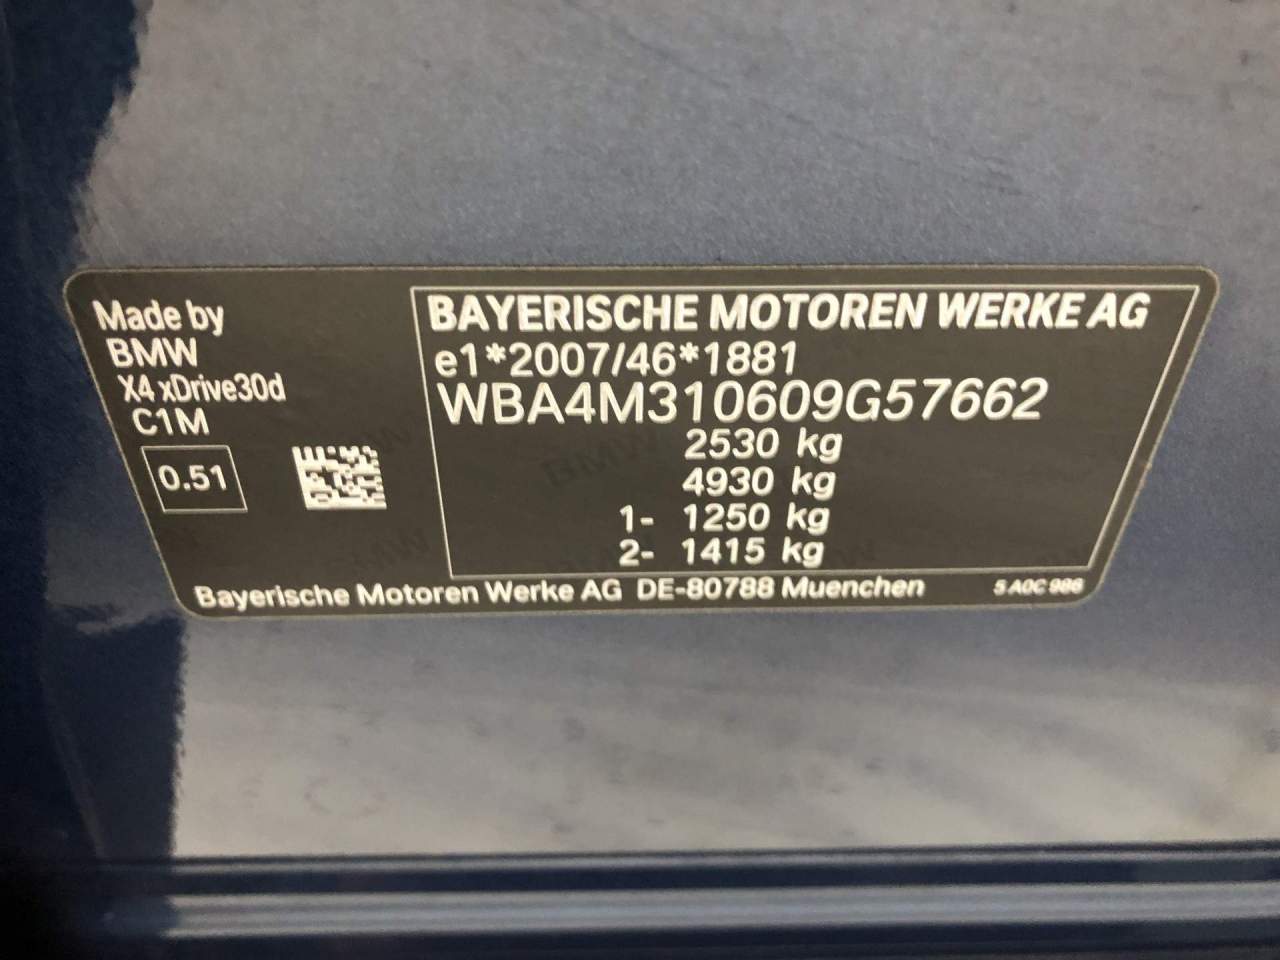 Made by
BMW
X4 xDrive30d
C1M
0.51
BAYERISCHE MOTOREN WERKE AG
e1*2007/46*1881
WBA4M310609G57662
2530 kg
4930 kg
1- 1250 kg
2- 1415 kg
Bayerische Motoren Werke AG DE-80788 Muenchen
5 A0C 986